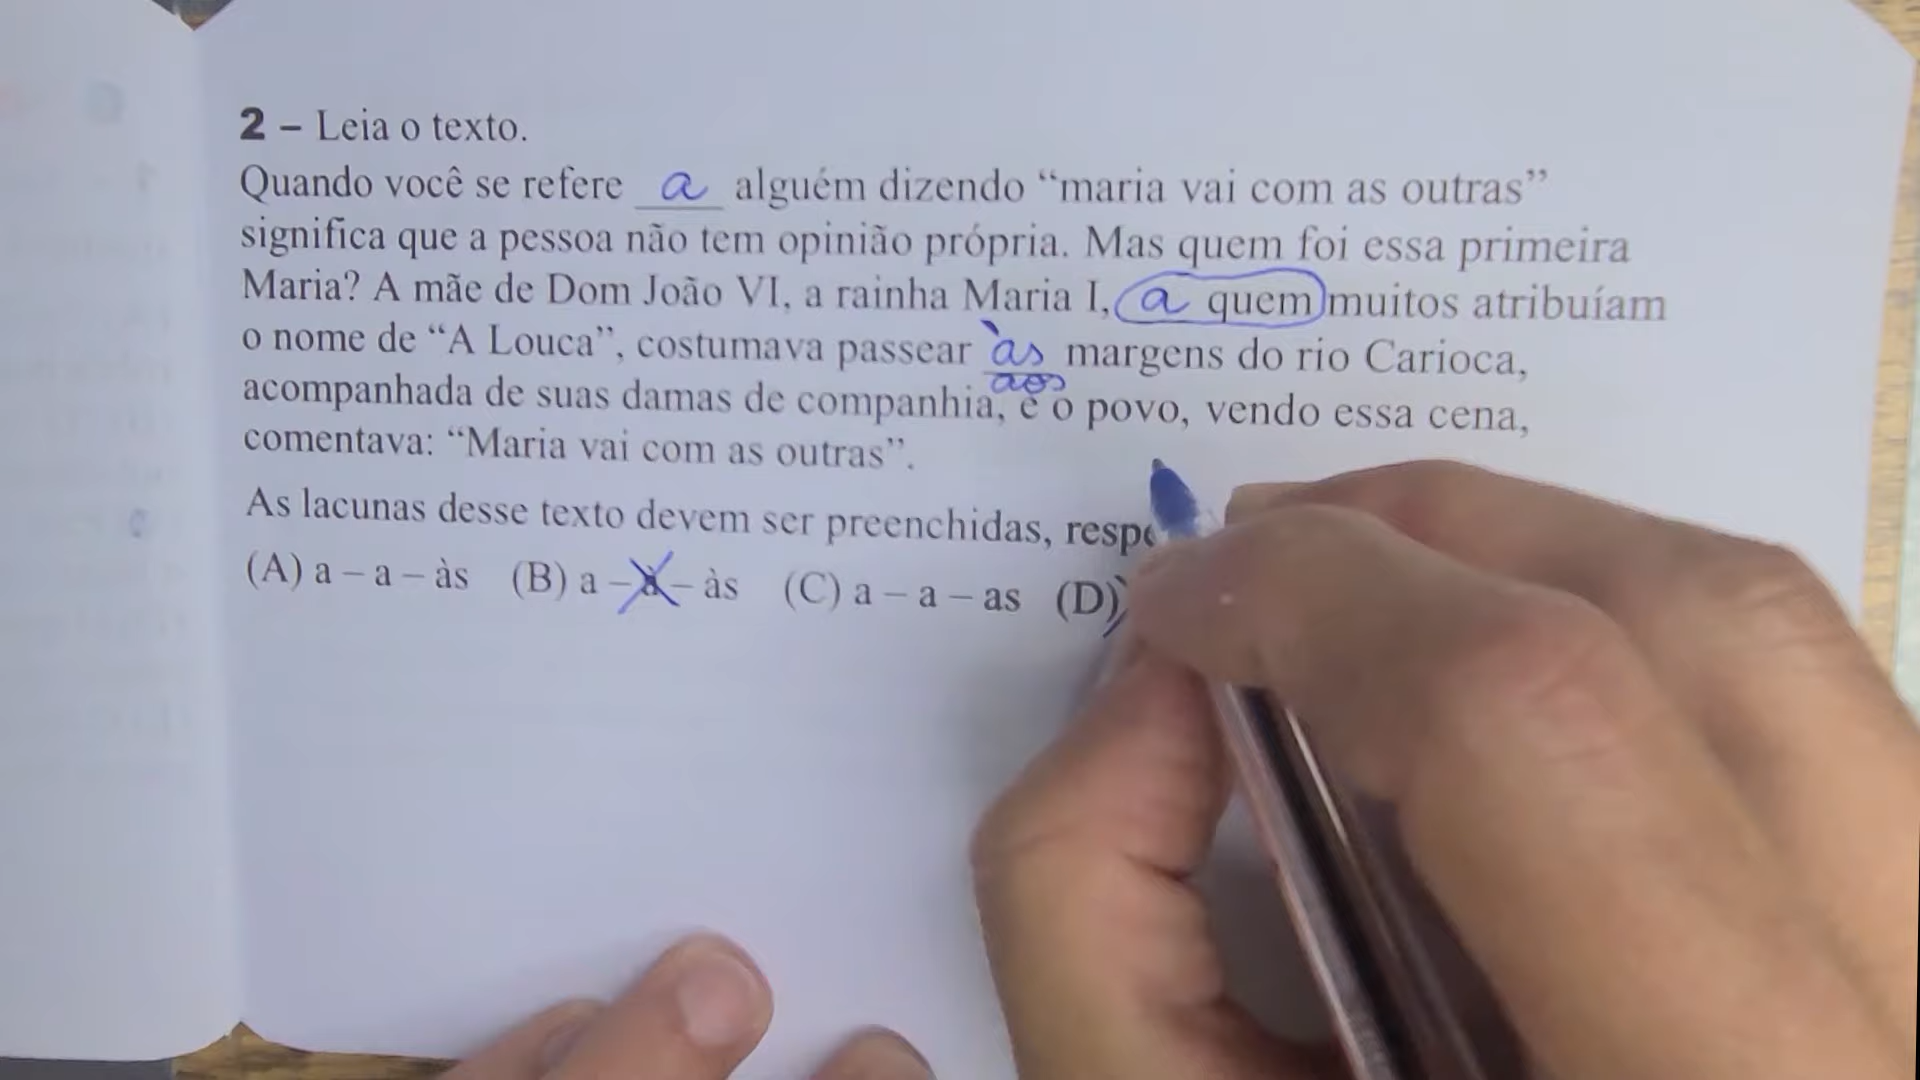 2 – Leia o texto.
Quando você se refere a alguém dizendo “maria vai com as outras”
significa que a pessoa não tem opinião própria. Mas quem foi essa primeira
Maria? A mãe de Dom João VI, a rainha Maria I, a quem muitos atribuíam
o nome de “A Louca”, costumava passear às margens do rio Carioca,
aos
acompanhada de suas damas de companhia, e o povo, vendo essa cena,
comentava: “Maria vai com as outras”.
As lacunas desse texto devem ser preenchidas,
(A) a – a – às (B) a – à – às (C) a – a – as (D)